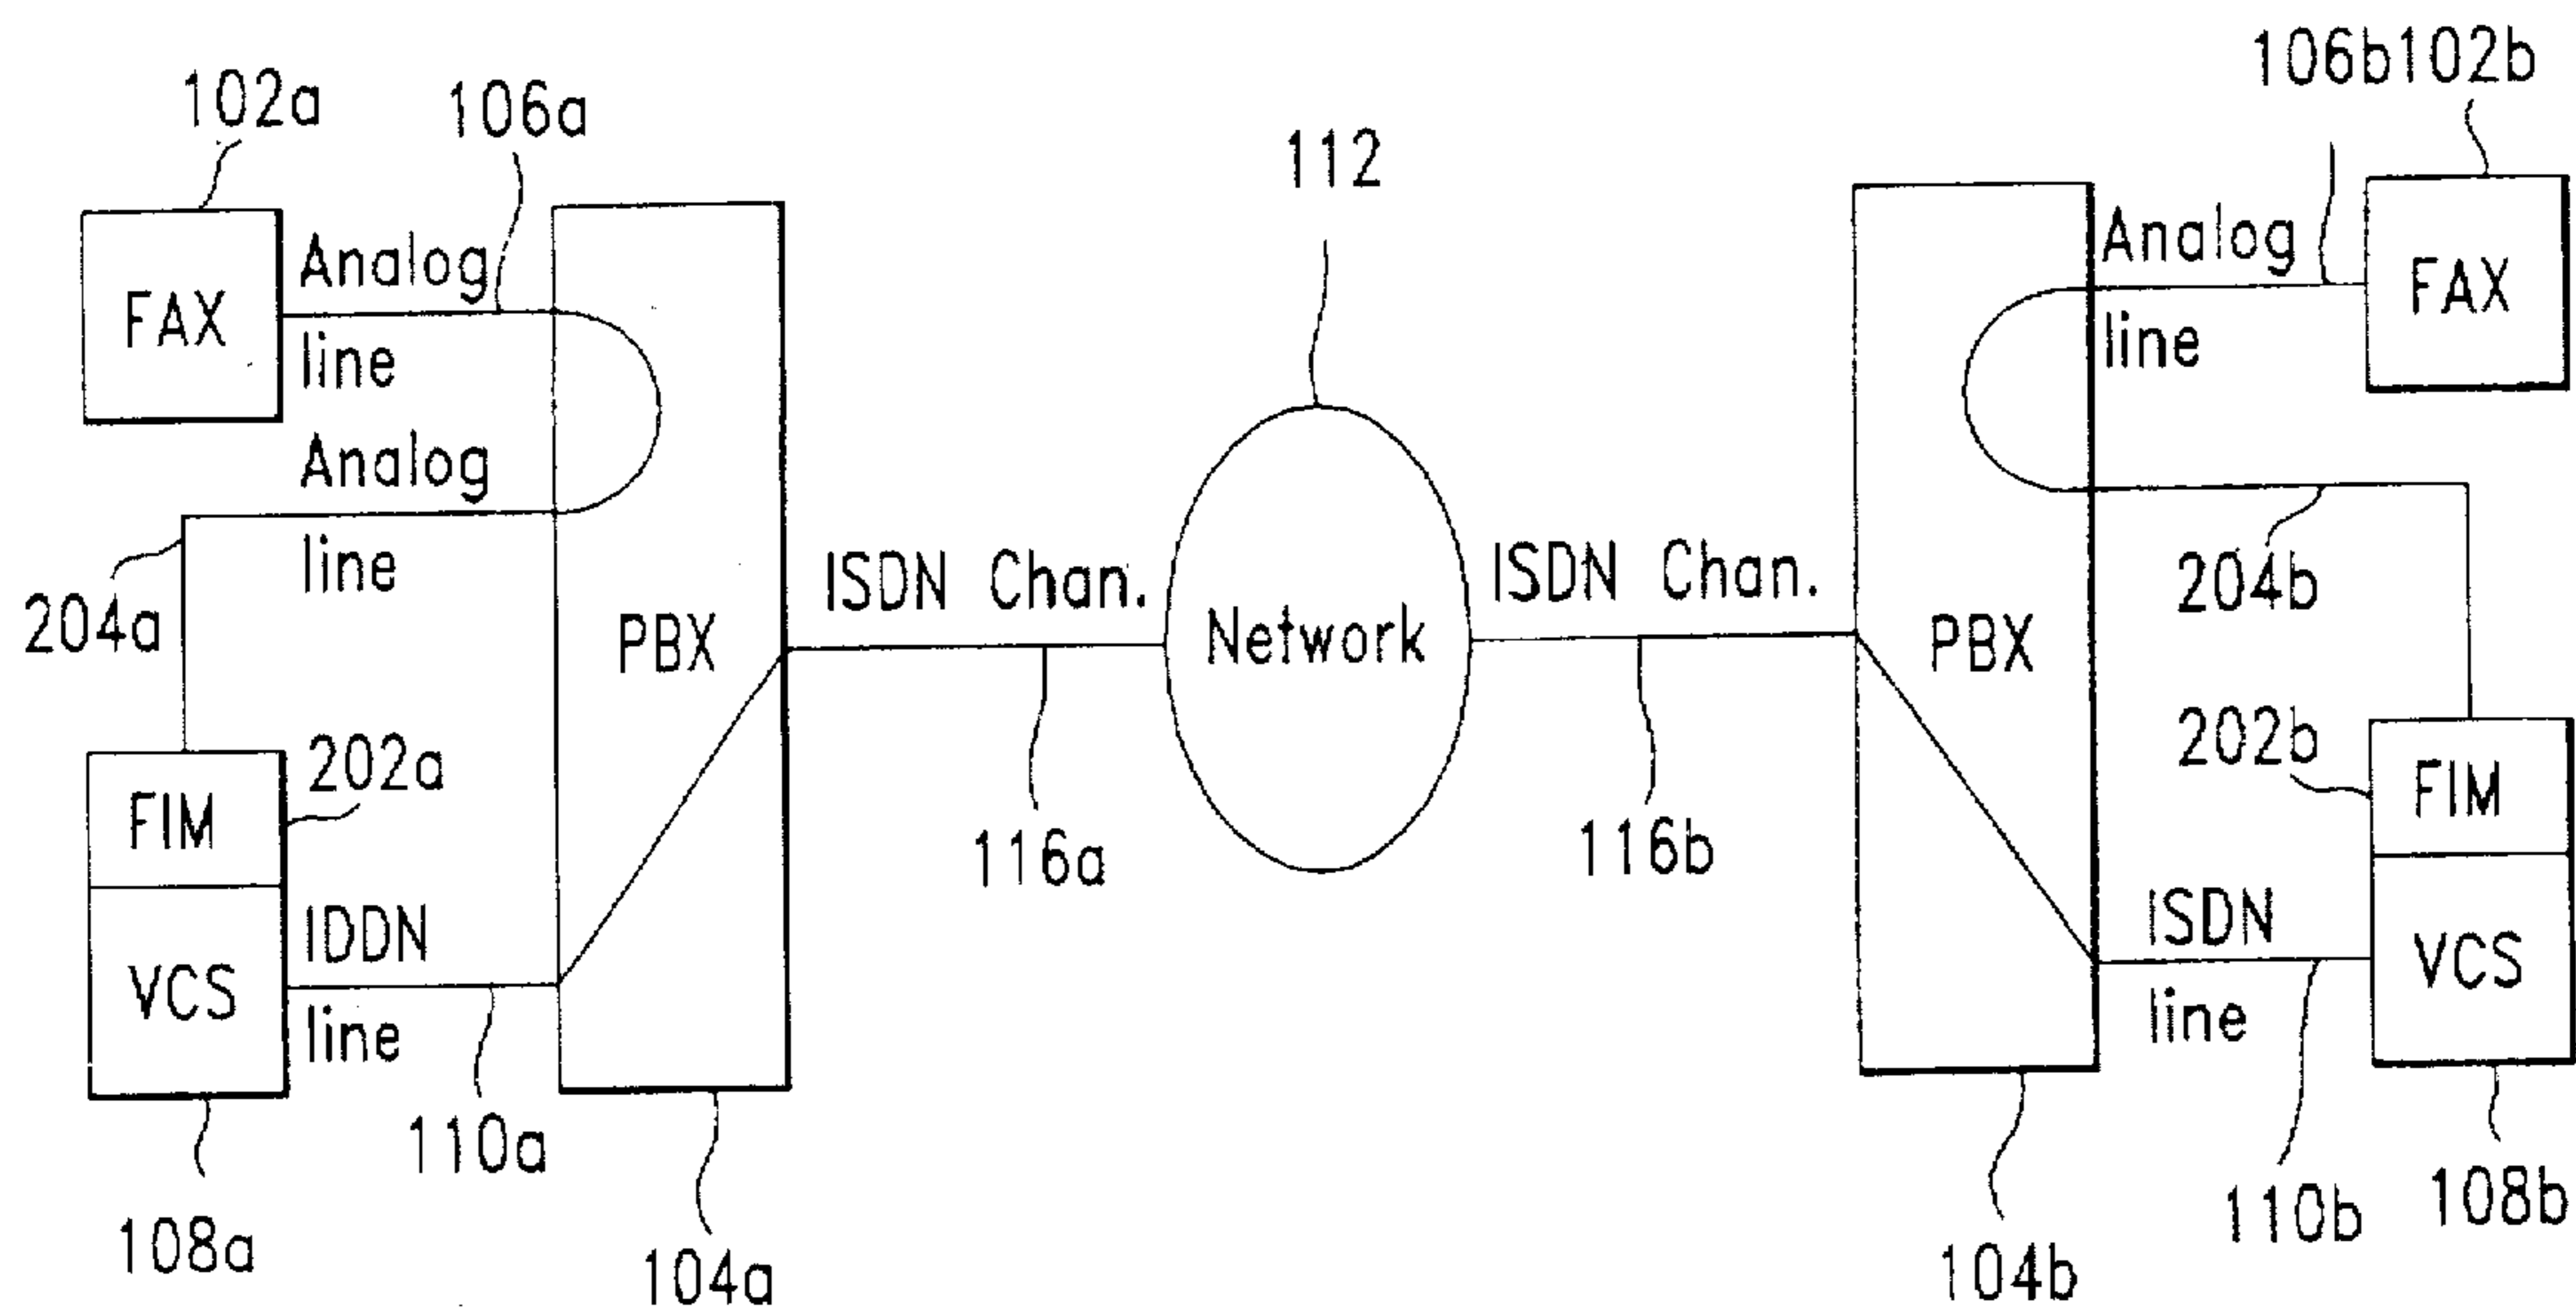 102a
106a
112
106b102b
FAX
Analog
line
Analog
line
204a
PBX
ISDN Chan.
116a
FIM
202a
VCS
IDDN
line
110a
108a
104a
Network
ISDN Chan.
116b
PBX
Analog
line
FAX
204b
202b
FIM
VCS
ISDN
line
110b
108b
104b